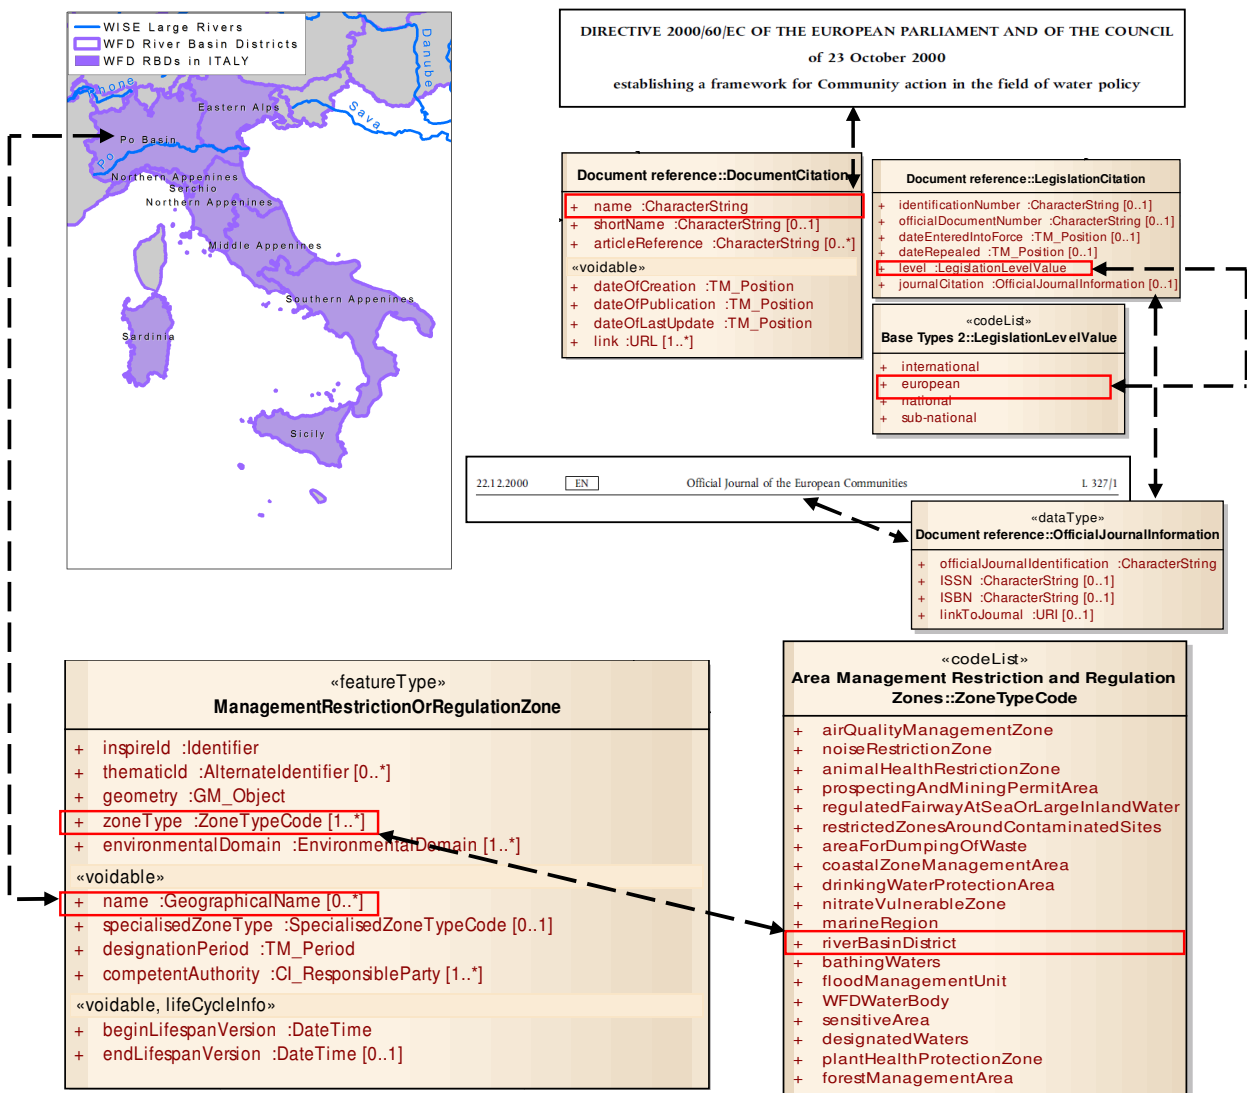 WISE Large Rivers
WFD River Basin Districts
WFD RBDs in ITALY
Rhone
Danube
Sava
Eastern Alps
Po Basin
Po
Northern Appenines
Serchio
Northern Appenines
Middle Appenines
Southern Appenines
Sardinia
Sicily
DIRECTIVE 2000/60/EC OF THE EUROPEAN PARLIAMENT AND OF THE COUNCIL
of 23 October 2000
establishing a framework for Community action in the field of water policy
Document reference::DocumentCitation
+ name :CharacterString
+ shortName :CharacterString [0..1]
+ articleReference :CharacterString [0..*]
«voidable»
+ dateOfCreation :TM_Position
+ dateOfPublication :TM_Position
+ dateOfLastUpdate :TM_Position
+ link :URL [1..*]
Document reference::LegislationCitation
+ identificationNumber :CharacterString [0..1]
+ officialDocumentNumber :CharacterString [0..1]
+ dateEnteredIntoForce :TM_Position [0..1]
+ dateRepealed :TM_Position [0..1]
+ level :LegislationLevelValue
+ journalCitation :OfficialJournalInformation [0..1]
«codeList»
Base Types 2::LegislationLevelValue
+ international
+ european
+ national
+ sub-national
22.12.2000 EN Official Journal of the European Communities L 327/1
«dataType»
Document reference::OfficialJournalInformation
+ officialJournalIdentification :CharacterString
+ ISSN :CharacterString [0..1]
+ ISBN :CharacterString [0..1]
+ linkToJournal :URI [0..1]
«featureType»
ManagementRestrictionOrRegulationZone
+ inspireId :Identifier
+ thematicId :AlternateIdentifier [0..*]
+ geometry :GM_Object
+ zoneType :ZoneTypeCode [1..*]
+ environmentalDomain :EnvironmentalDomain [1..*]
«voidable»
+ name :GeographicalName [0..*]
+ specialisedZoneType :SpecialisedZoneTypeCode [0..1]
+ designationPeriod :TM_Period
+ competentAuthority :CI_ResponsibleParty [1..*]
«voidable, lifeCycleInfo»
+ beginLifespanVersion :DateTime
+ endLifespanVersion :DateTime [0..1]
«codeList»
Area Management Restriction and Regulation
Zones::ZoneTypeCode
+ airQualityManagementZone
+ noiseRestrictionZone
+ animalHealthRestrictionZone
+ prospectingAndMiningPermitArea
+ regulatedFairwayAtSeaOrLargeInlandWater
+ restrictedZonesAroundContaminatedSites
+ areaForDumpingOfWaste
+ coastalZoneManagementArea
+ drinkingWaterProtectionArea
+ nitrateVulnerableZone
+ marineRegion
+ riverBasinDistrict
+ bathingWaters
+ floodManagementUnit
+ WFDWaterBody
+ sensitiveArea
+ designatedWaters
+ plantHealthProtectionZone
+ forestManagementArea